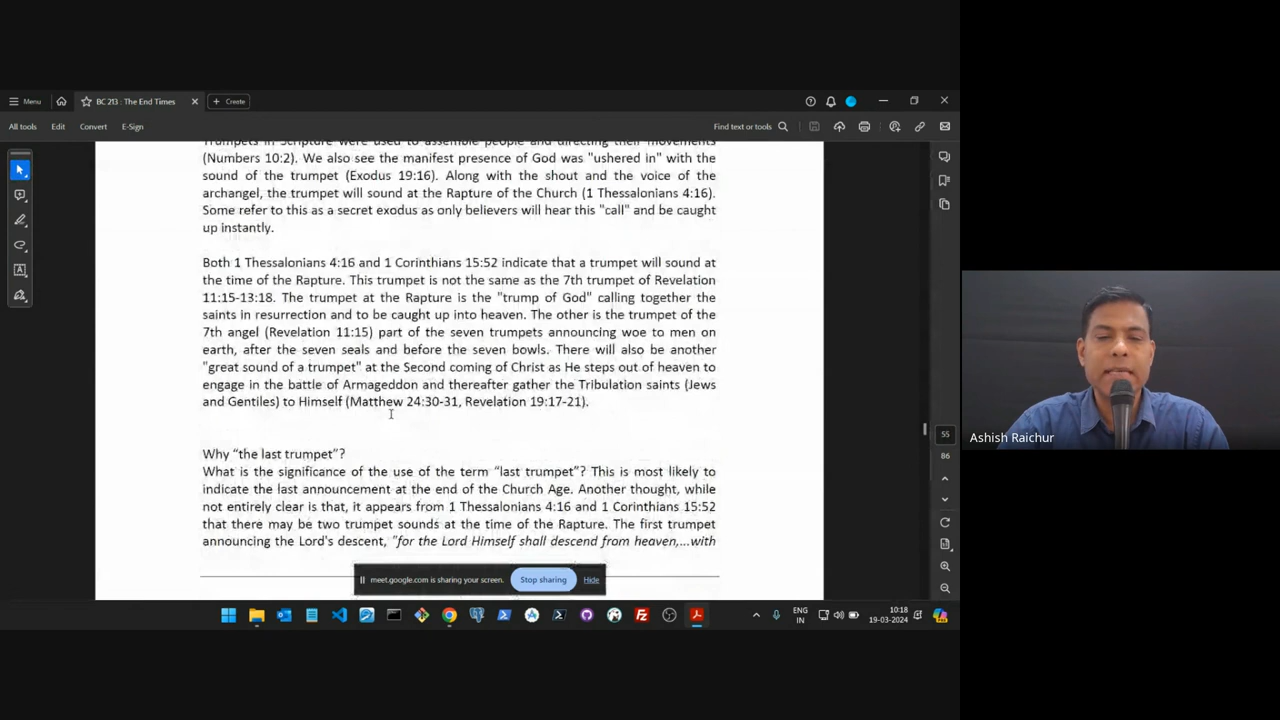 Menu
BC 213 : The End Times
Create
All tools
Edit
Convert
E-Sign
Find text or tools
Trumpets in Scripture were used to assemble people and directing their movements
(Numbers 10:2). We also see the manifest presence of God was "ushered in" with the
sound of the trumpet (Exodus 19:16). Along with the shout and the voice of the
archangel, the trumpet will sound at the Rapture of the Church (1 Thessalonians 4:16).
Some refer to this as a secret exodus as only believers will hear this "call" and be caught
up instantly.
Both 1 Thessalonians 4:16 and 1 Corinthians 15:52 indicate that a trumpet will sound at
the time of the Rapture. This trumpet is not the same as the 7th trumpet of Revelation
11:15-13:18. The trumpet at the Rapture is the "trump of God" calling together the
saints in resurrection and to be caught up into heaven. The other is the trumpet of the
7th angel (Revelation 11:15) part of the seven trumpets announcing woe to men on
earth, after the seven seals and before the seven bowls. There will also be another
"great sound of a trumpet" at the Second coming of Christ as He steps out of heaven to
engage in the battle of Armageddon and thereafter gather the Tribulation saints (Jews
and Gentiles) to Himself (Matthew 24:30-31, Revelation 19:17-21).
Why “the last trumpet”?
What is the significance of the use of the term “last trumpet”? This is most likely to
indicate the last announcement at the end of the Church Age. Another thought, while
not entirely clear is that, it appears from 1 Thessalonians 4:16 and 1 Corinthians 15:52
that there may be two trumpet sounds at the time of the Rapture. The first trumpet
announcing the Lord's descent, "for the Lord Himself shall descend from heaven,...with
55
86
meet.google.com is sharing your screen.
Stop sharing
Hide
ENG
IN
10:18
19-03-2024
Ashish Raichur